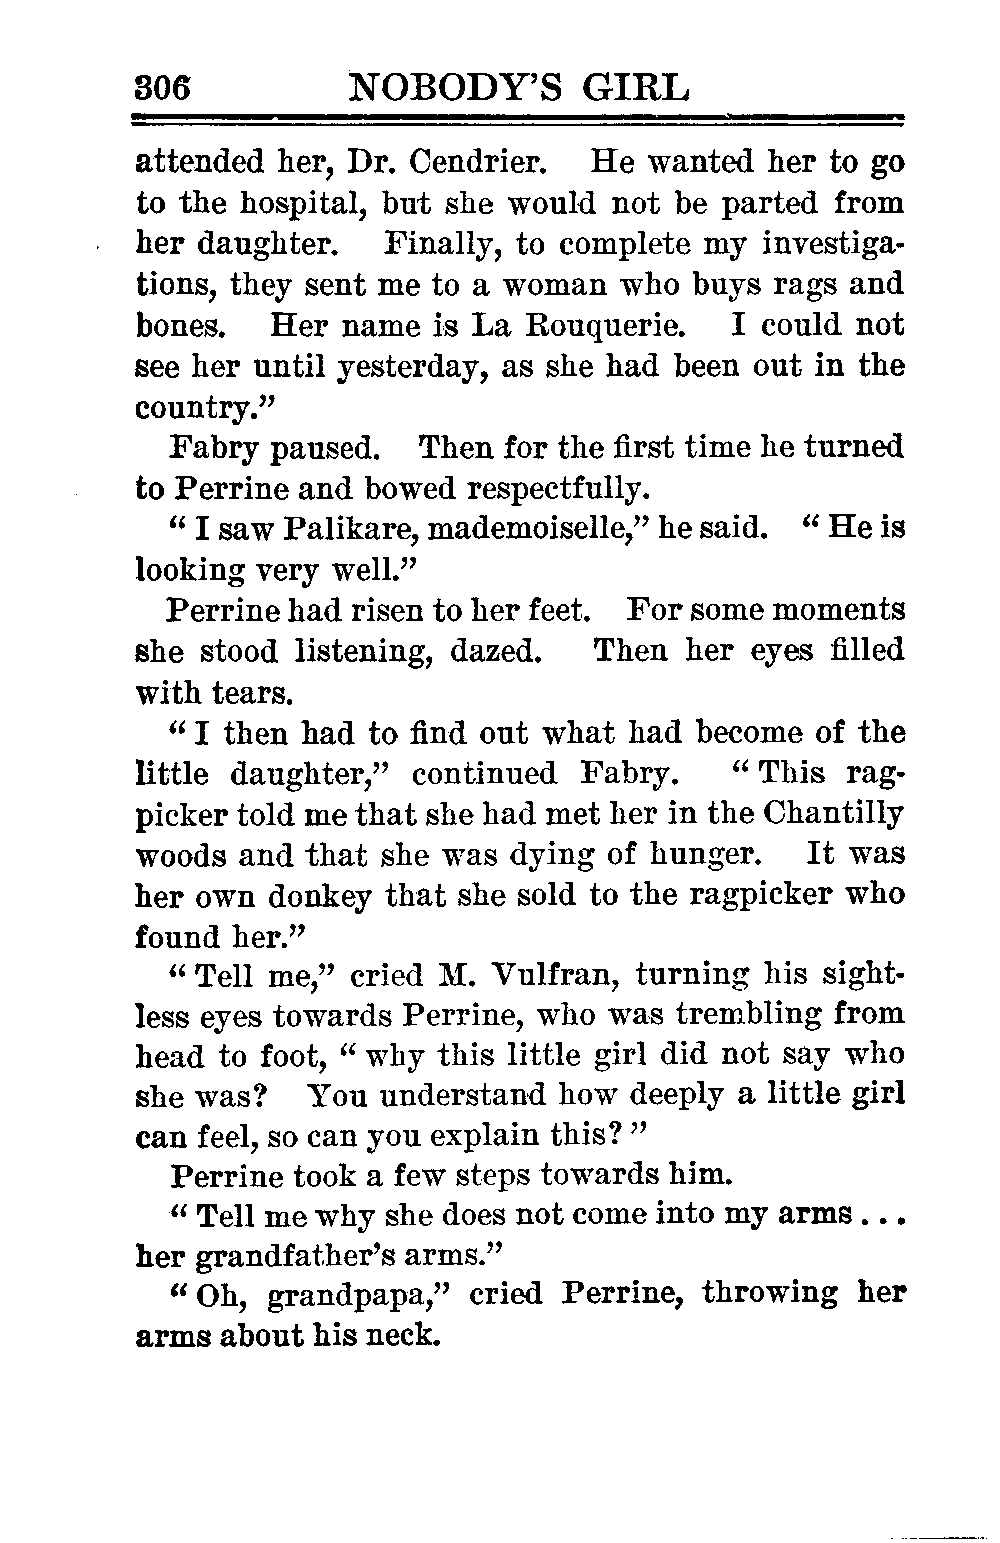 306 NOBODY’S GIRL
attended her, Dr. Cendrier. He wanted her to go
to the hospital, but she would not be parted from
her daughter. Finally, to complete my investiga-
tions, they sent me to a woman who buys rags and
bones. Her name is La Rouquerie. I could not
see her until yesterday, as she had been out in the
country.”
Fabry paused. Then for the first time he turned
to Perrine and bowed respectfully.
“ I saw Palikare, mademoiselle,” he said. “ He is
looking very well.”
Perrine had risen to her feet. For some moments
she stood listening, dazed. Then her eyes filled
with tears.
“ I then had to find out what had become of the
little daughter,” continued Fabry. “ This rag-
picker told me that she had met her in the Chantilly
woods and that she was dying of hunger. It was
her own donkey that she sold to the ragpicker who
found her.”
“ Tell me,” cried M. Vulfran, turning his sight-
less eyes towards Perrine, who was trembling from
head to foot, “ why this little girl did not say who
she was? You understand how deeply a little girl
can feel, so can you explain this? ”
Perrine took a few steps towards him.
“ Tell me why she does not come into my arms . . .
her grandfather’s arms.”
“ Oh, grandpapa,” cried Perrine, throwing her
arms about his neck.